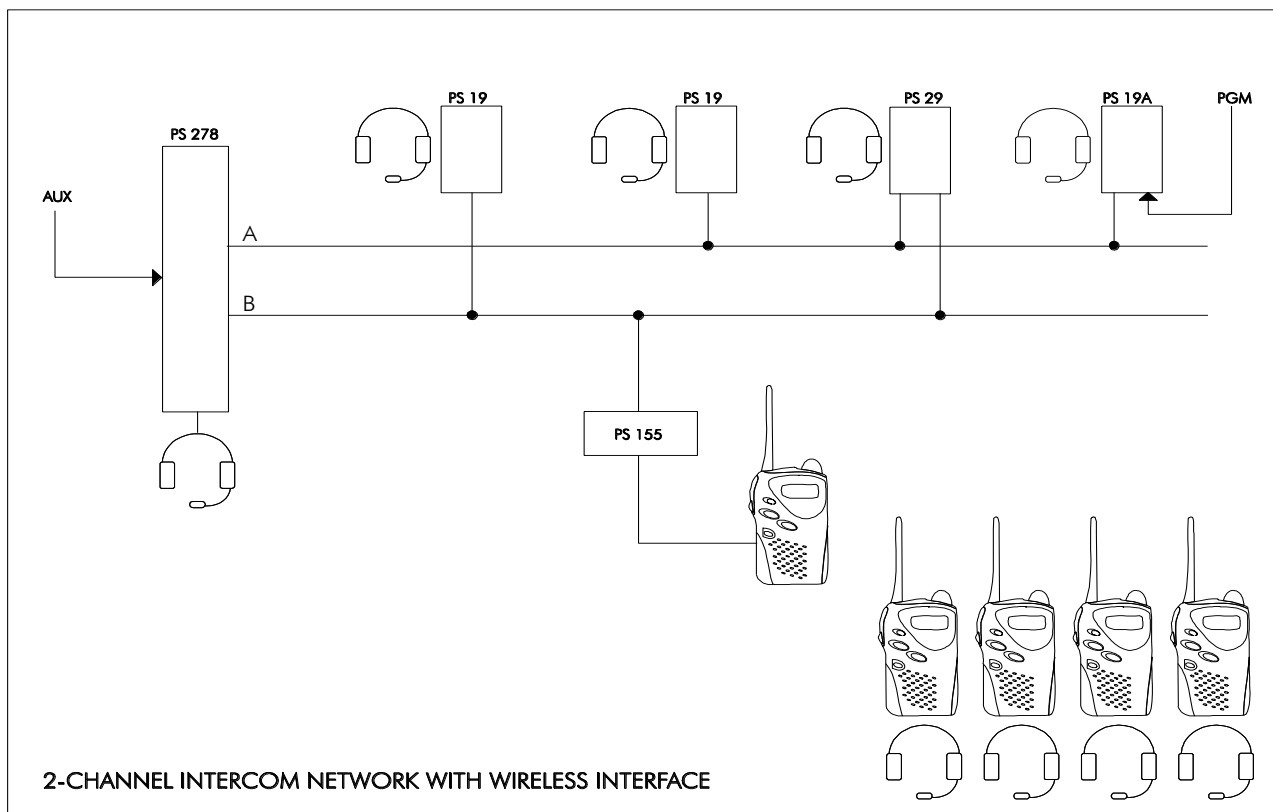 PS 19
PS 19
PS 29
PS 19A
PGM
PS 278
AUX
A
B
PS 155
2-CHANNEL INTERCOM NETWORK WITH WIRELESS INTERFACE